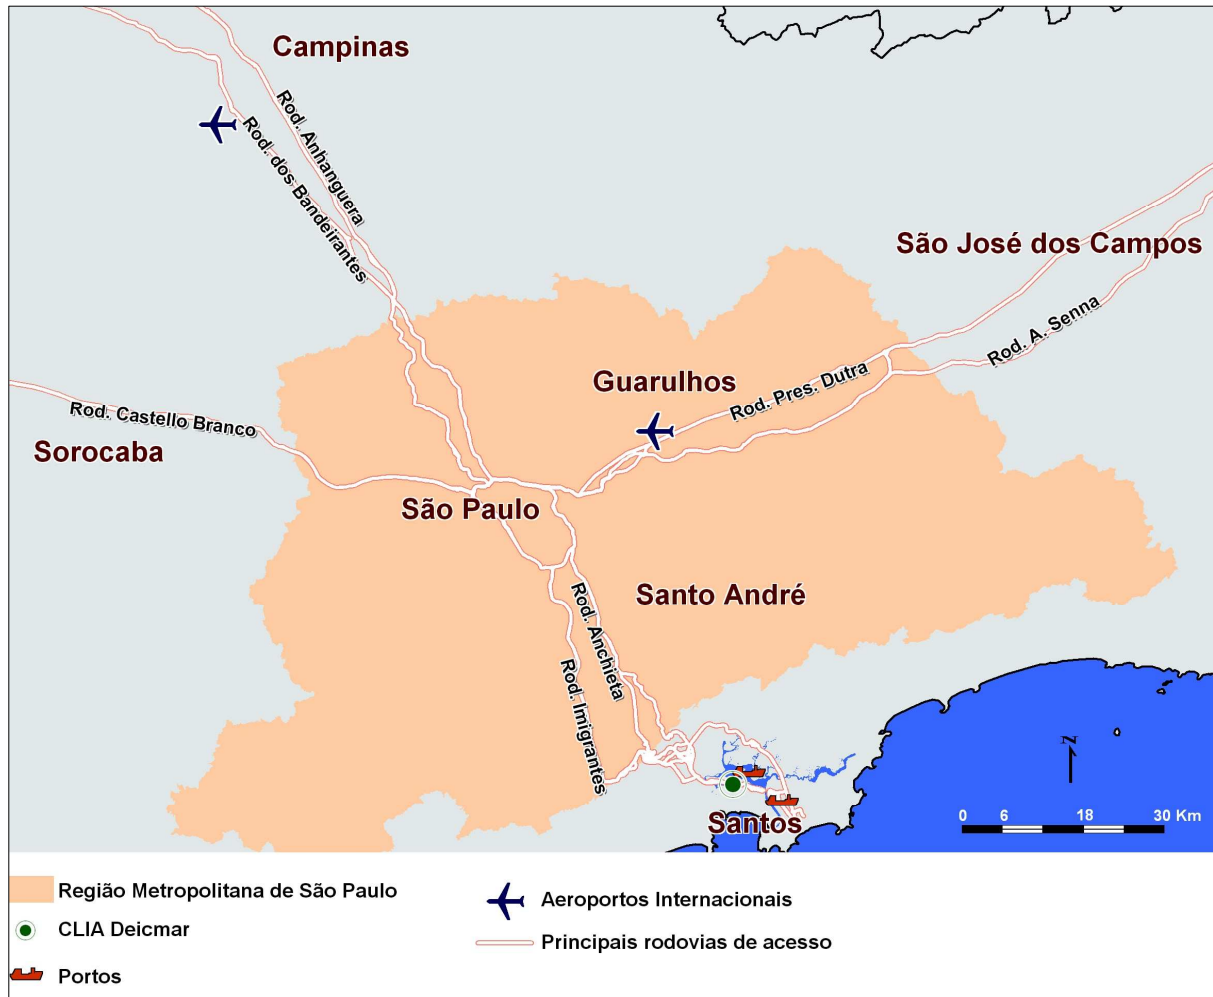 Campinas
Rod. Anhanguera
Rod. dos Bandeirantes
São José dos Campos
Rod. A. Senna
Guarulhos
Rod. Pres. Dutra
Rod. Castello Branco
Sorocaba
São Paulo
Santo André
Rod. Anchieta
Rod. Imigrantes
N
Santos
0 6 18 30 Km
Região Metropolitana de São Paulo
Aeroportos Internacionais
CLIA Deicmar
Principais rodovias de acesso
Portos